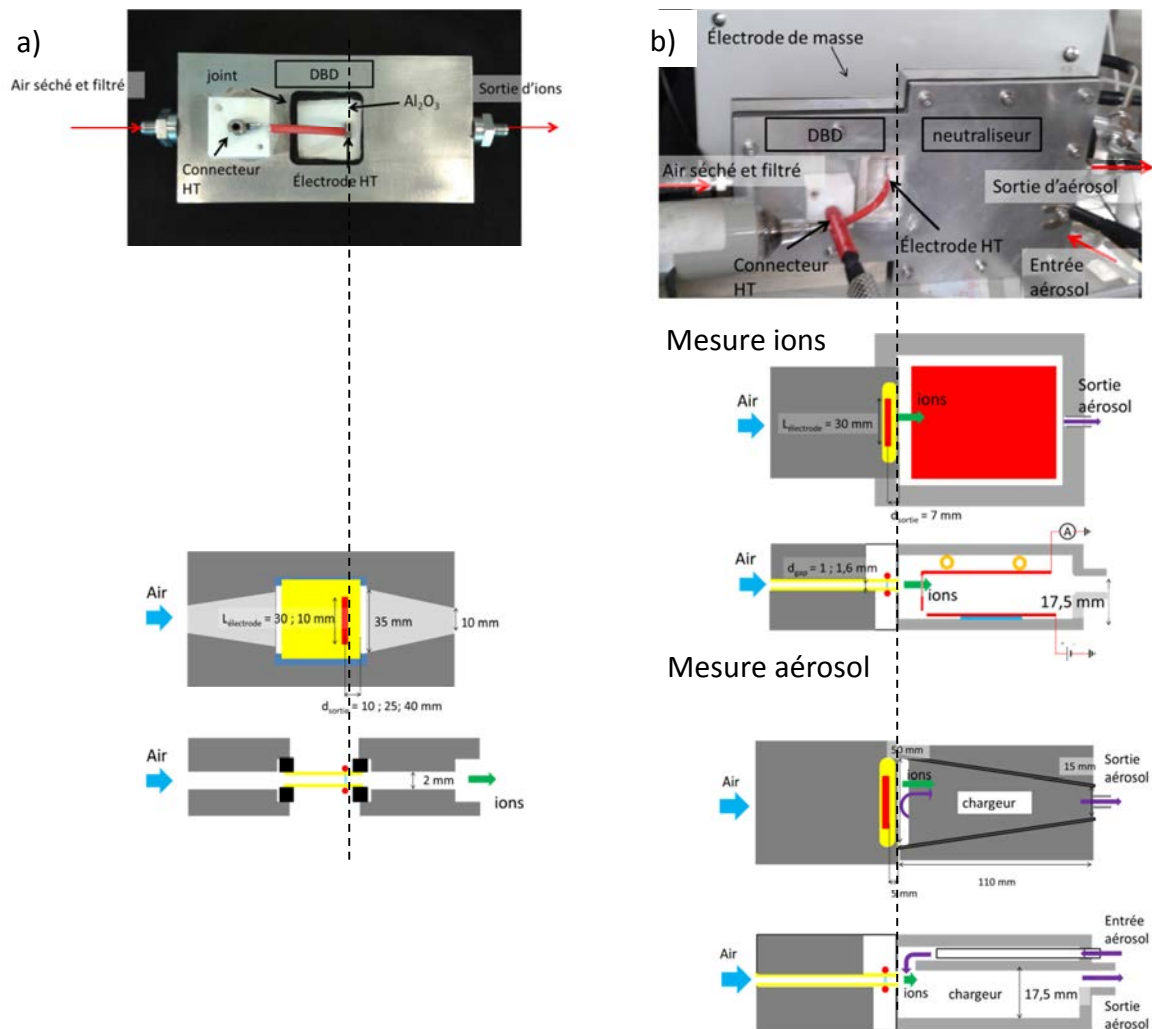 a)
Air séché et filtré
joint
DBD
Al₂O₃
Sortie d'ions
Connecteur
HT
Électrode HT
Air
Lélectrode = 30 ; 10 mm
35 mm
10 mm
dsortie = 10 ; 25; 40 mm
Air
2 mm
ions
b)
Électrode de masse
DBD
neutraliseur
Air séché et filtré
Sortie d'aérosol
Électrode HT
Connecteur
HT
Entrée
aérosol
Mesure ions
Air
ions
Sortie
aérosol
Lélectrode = 30 mm
dsortie = 7 mm
A
Air
dgap = 1 ; 1,6 mm
ions
17,5 mm
Mesure aérosol
Air
50 mm
ions
15 mm
Sortie
aérosol
chargeur
5 mm
110 mm
Entrée
aérosol
Air
ions
chargeur
17,5 mm
Sortie
aérosol